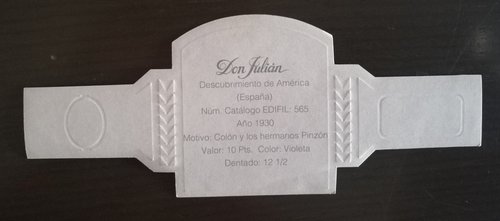 Don Julián
Descubrimiento de América
(España)
Núm. Catálogo EDIFIL: 565
Año 1930
Motivo: Colón y los hermanos Pinzón
Valor: 10 Pts. Color: Violeta
Dentado: 12 1/2